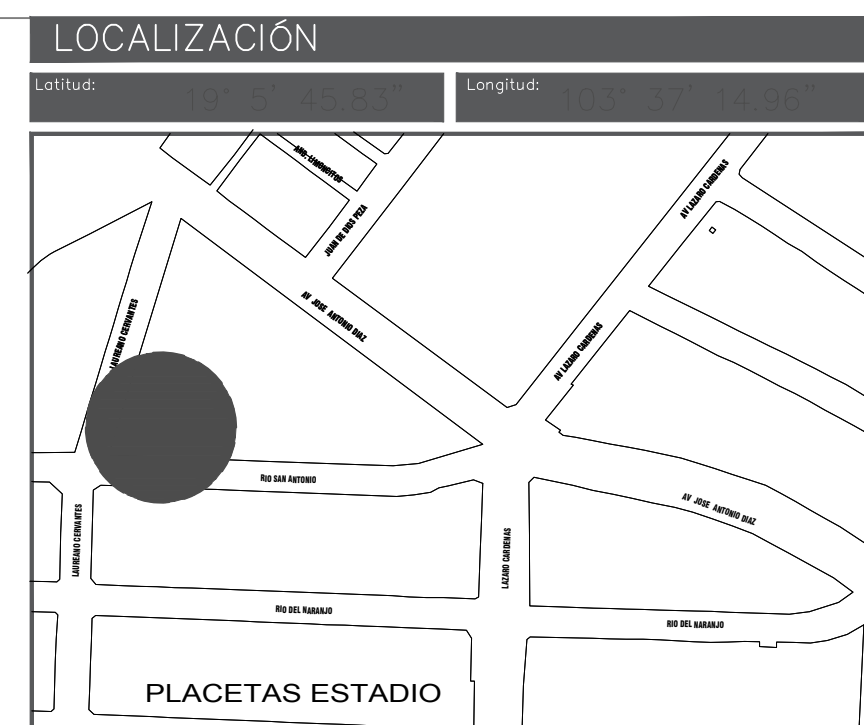 LOCALIZACIÓN
Latitud: 19° 5' 45.83"
Longitud: 103° 37' 14.96"
AND. LIMONCITOS
JUAN DE DIOS PEZA
AV LAZARO CARDENAS
AV JOSE ANTONIO DIAZ
LAUREANO CERVANTES
AV LAZARO CARDENAS
RIO SAN ANTONIO
AV JOSE ANTONIO DIAZ
LAUREANO CERVANTES
LAZARO CARDENAS
RIO DEL NARANJO
RIO DEL NARANJO
PLACETAS ESTADIO